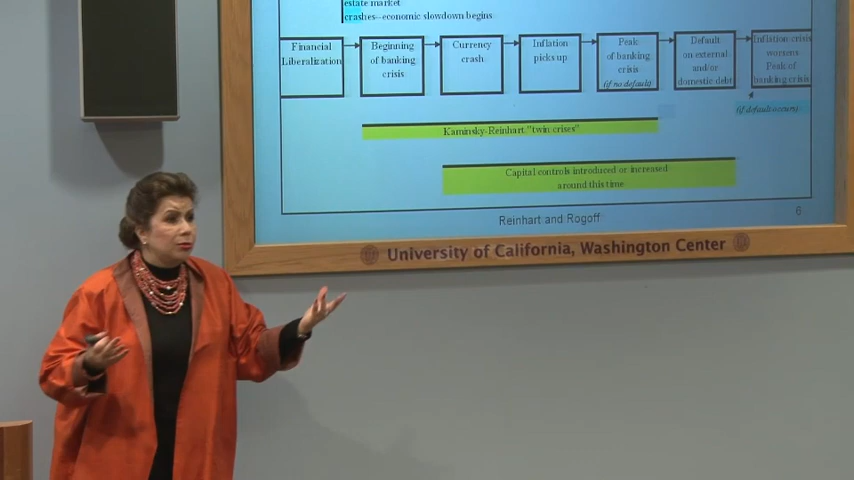 estate market
crashes--economic slowdown begins
Financial
Liberalization
Beginning
of banking
crisis
Currency
crash
Inflation
picks up
Peak
of banking
crisis
(if no default)
Default
on external
and/or
domestic debt
Inflation crisis
worsens
Peak of
banking crisis
(if default occurs)
Kaminsky-Reinhart "twin crises"
Capital controls introduced or increased
around this time
Reinhart and Rogoff
6
University of California, Washington Center